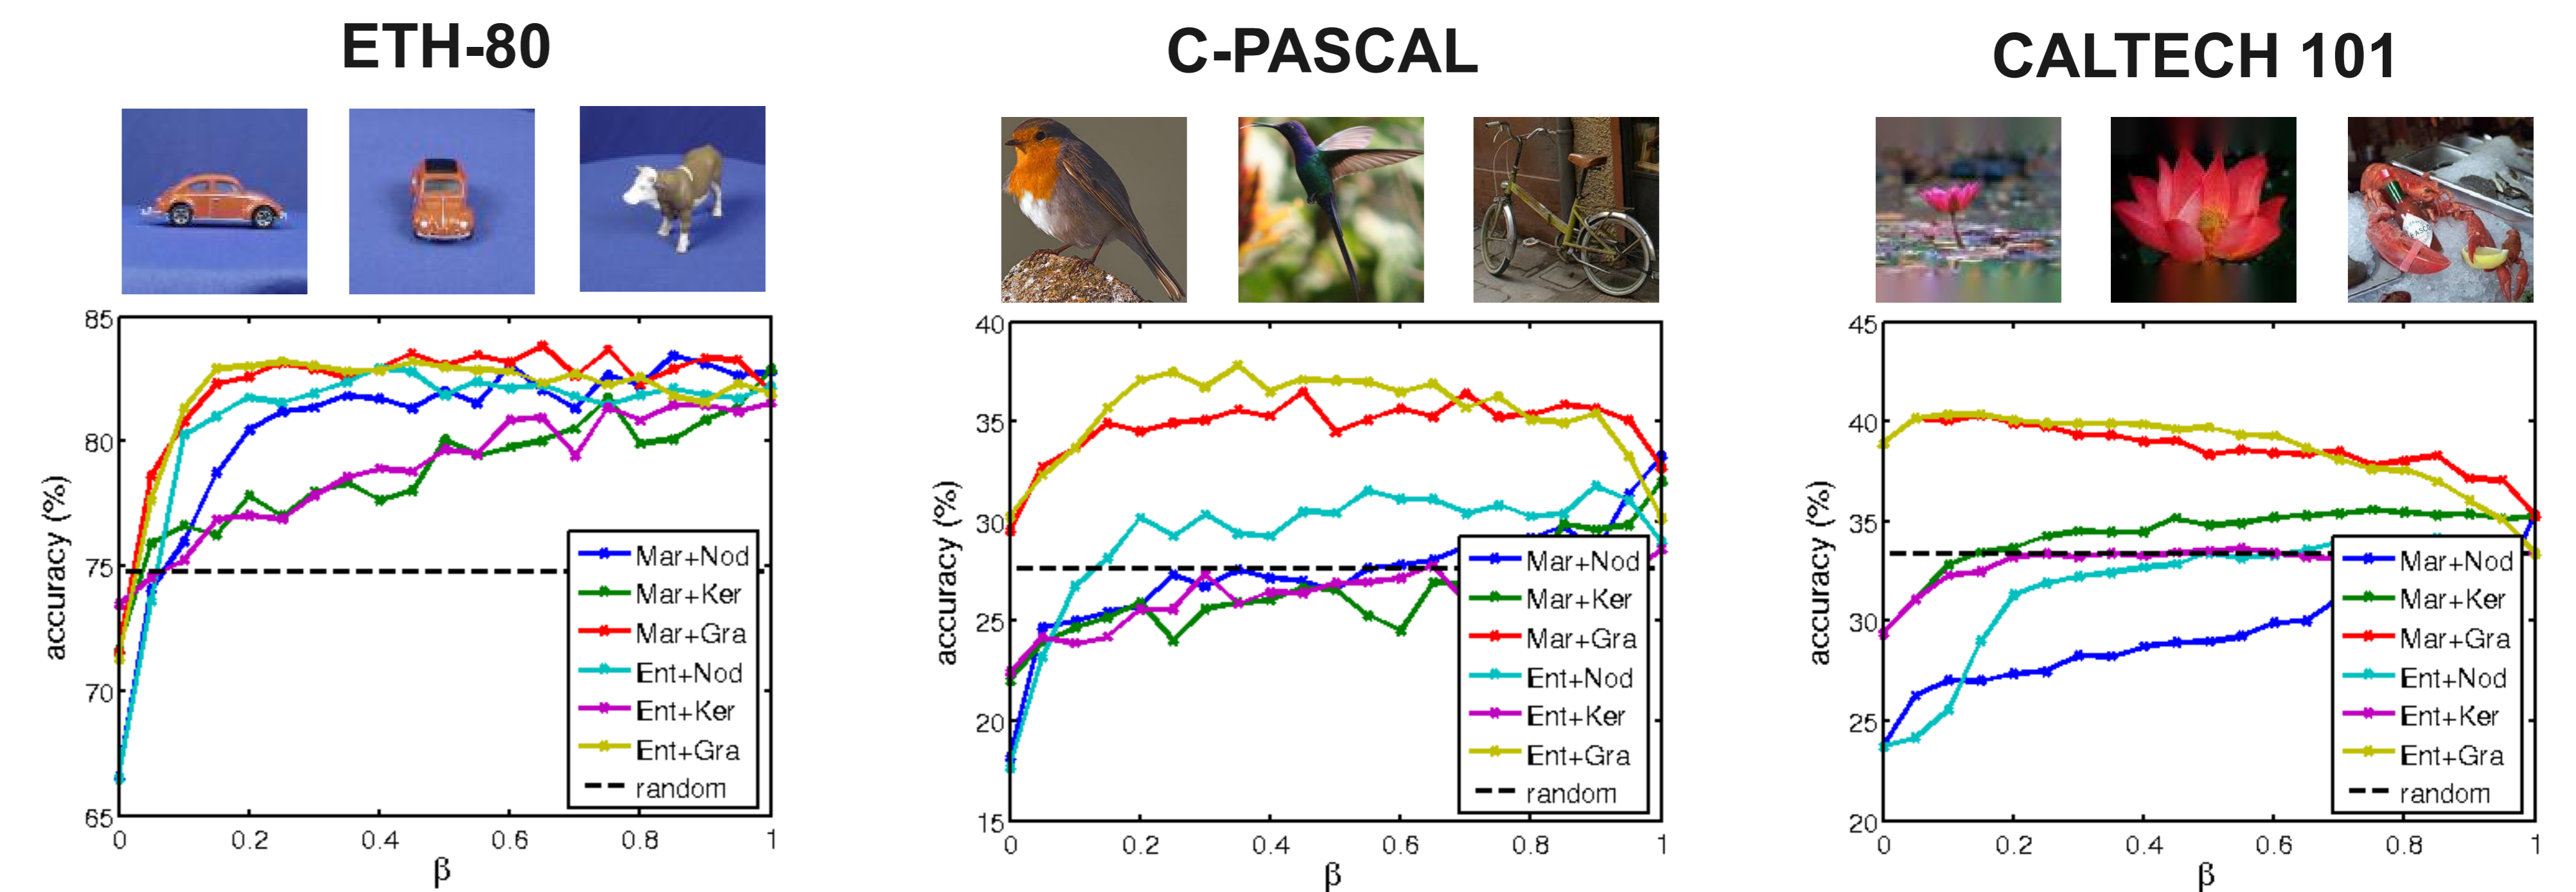 ETH-80
C-PASCAL
CALTECH 101
85
80
75
70
65
accuracy (%)
0 0.2 0.4 0.6 0.8 1
β
Mar+Nod
Mar+Ker
Mar+Gra
Ent+Nod
Ent+Ker
Ent+Gra
random
40
35
30
25
20
15
accuracy (%)
0 0.2 0.4 0.6 0.8 1
β
Mar+Nod
Mar+Ker
Mar+Gra
Ent+Nod
Ent+Ker
Ent+Gra
random
45
40
35
30
25
20
accuracy (%)
0 0.2 0.4 0.6 0.8 1
β
Mar+Nod
Mar+Ker
Mar+Gra
Ent+Nod
Ent+Ker
Ent+Gra
random